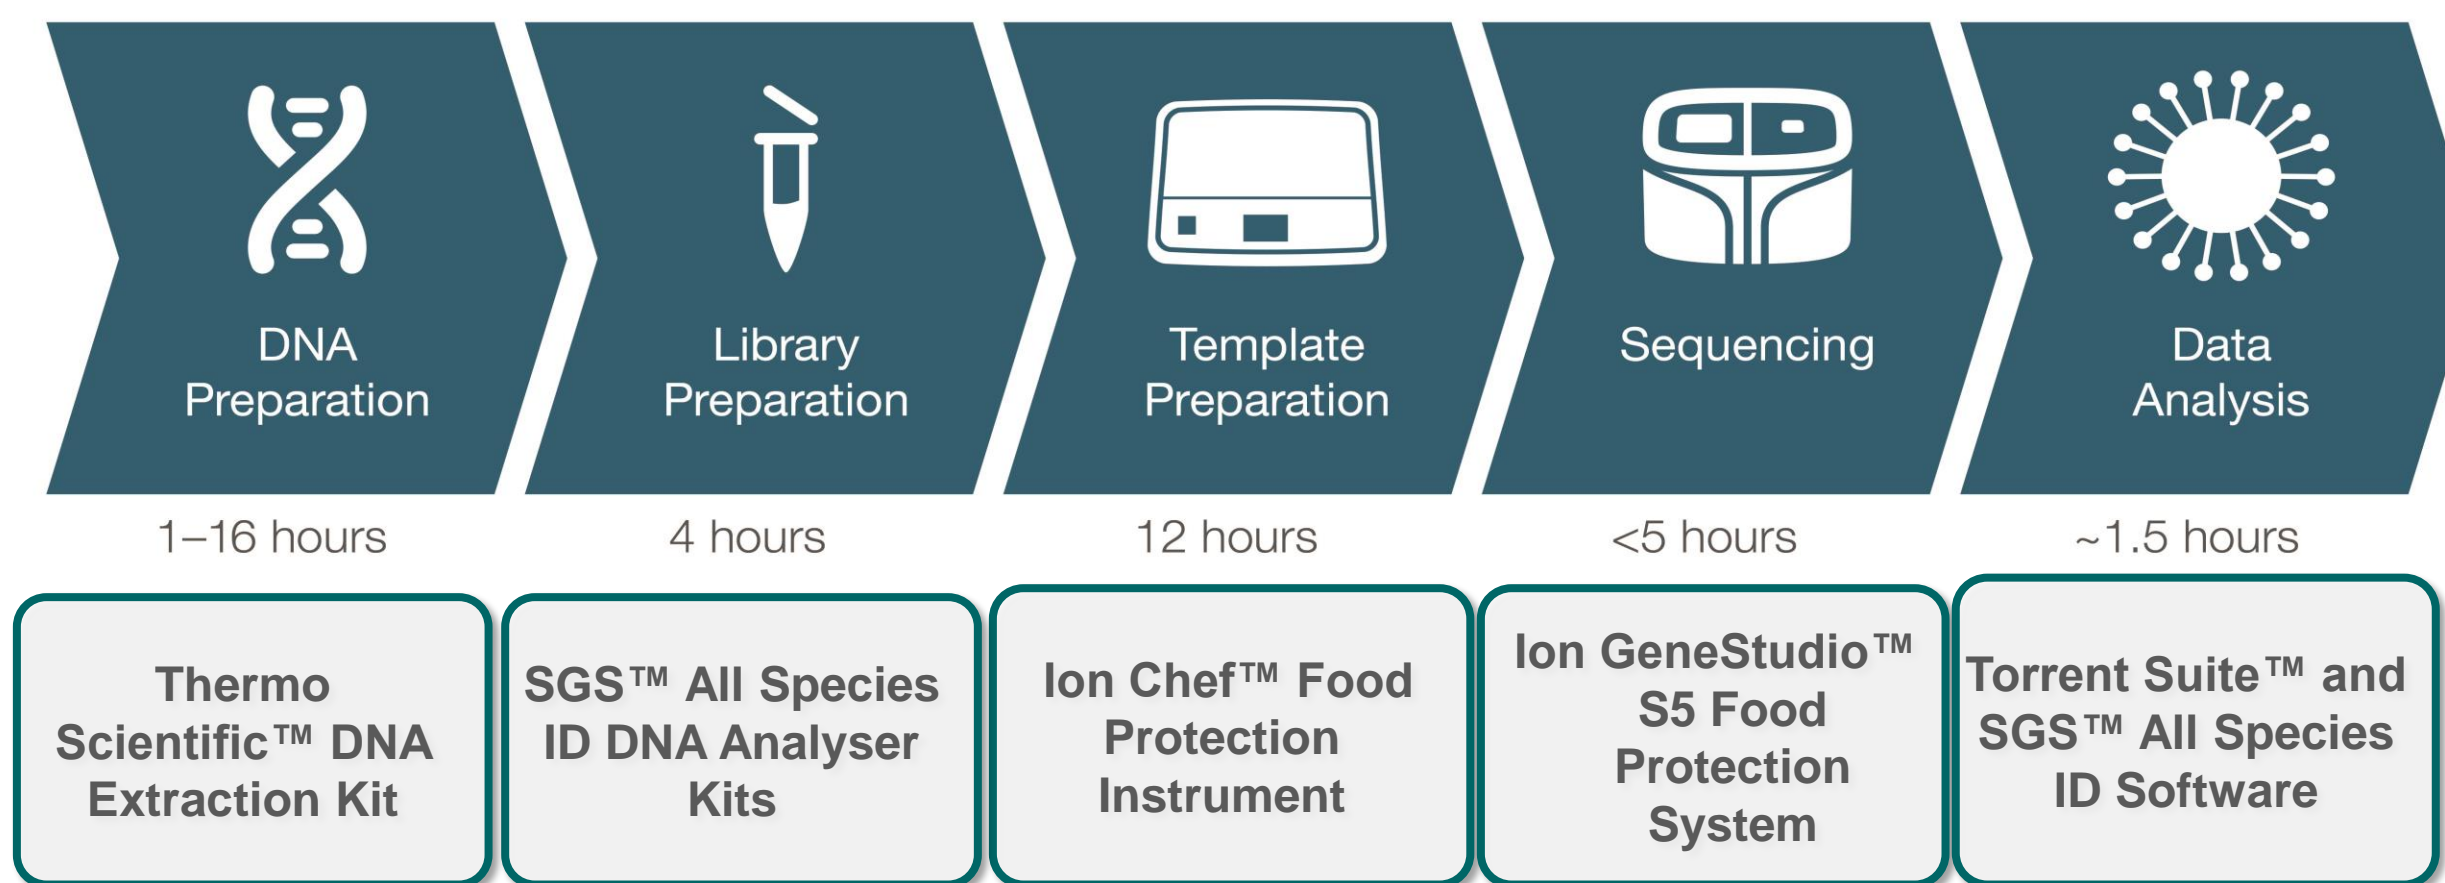 DNA
Preparation
Library
Preparation
Template
Preparation
Sequencing
Data
Analysis
1–16 hours
4 hours
12 hours
<5 hours
~1.5 hours
Thermo
Scientific™ DNA
Extraction Kit
SGS™ All Species
ID DNA Analyser
Kits
Ion Chef™ Food
Protection
Instrument
Ion GeneStudio™
S5 Food
Protection
System
Torrent Suite™ and
SGS™ All Species
ID Software